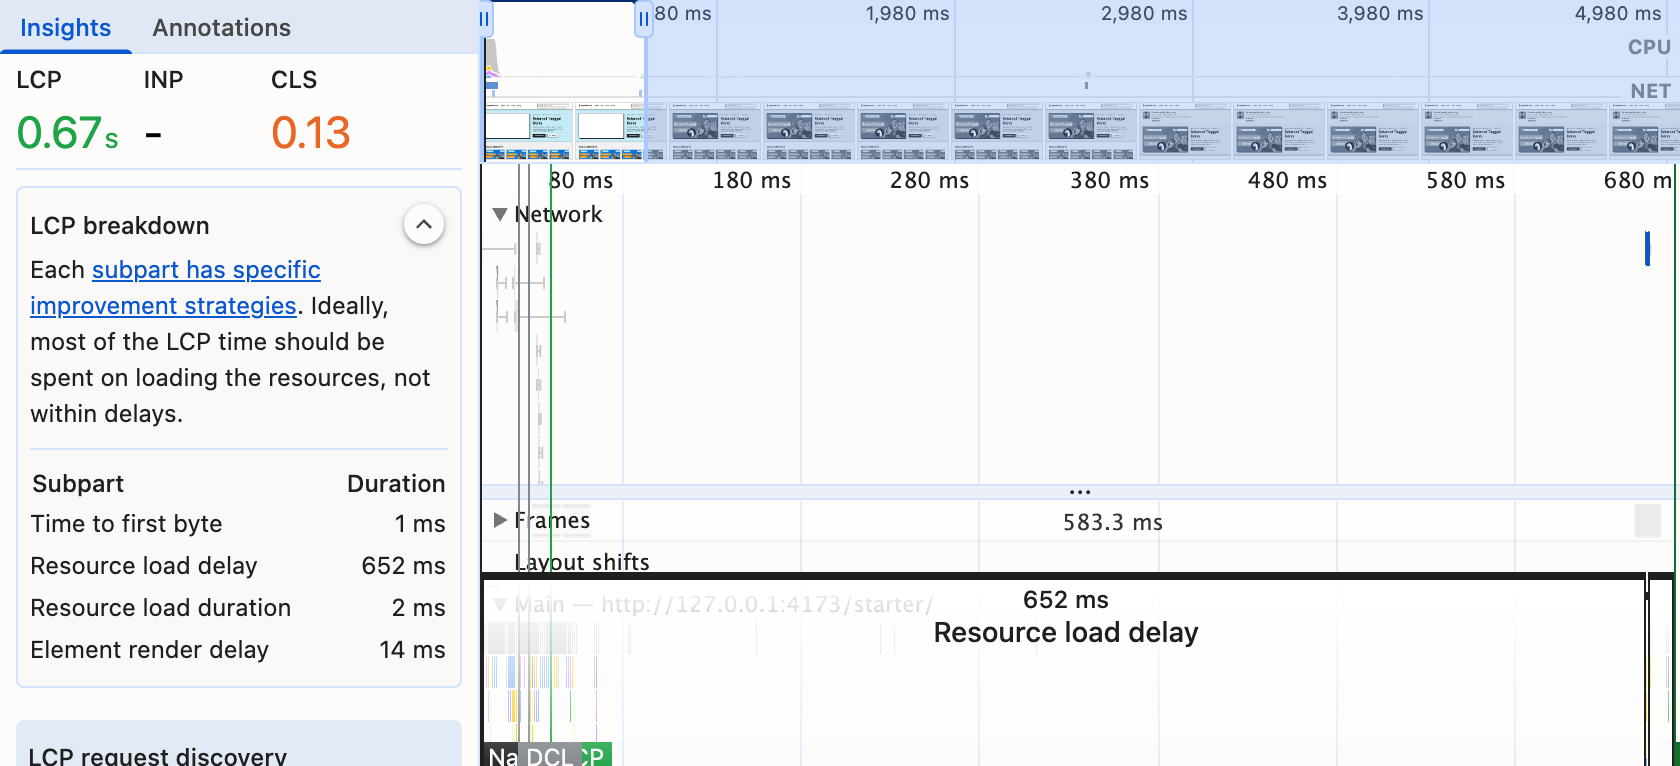 Insights Annotations
LCP INP CLS
0.67 s - 0.13
LCP breakdown
Each subpart has specific
improvement strategies. Ideally,
most of the LCP time should be
spent on loading the resources, not
within delays.
Subpart Duration
Time to first byte 1 ms
Resource load delay 652 ms
Resource load duration 2 ms
Element render delay 14 ms
LCP request discovery
80 ms 1,980 ms 2,980 ms 3,980 ms 4,980 ms
CPU
NET
80 ms 180 ms 280 ms 380 ms 480 ms 580 ms 680 m
Network
...
Frames 583.3 ms
Layout shifts
Main — http://127.0.0.1:4173/starter/
652 ms
Resource load delay
Na DCL CP